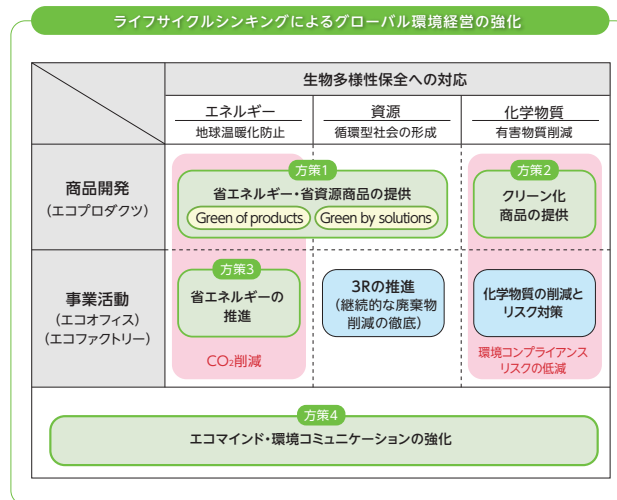 ライフサイクルシンキングによるグローバル環境経営の強化
生物多様性保全への対応
エネルギー
地球温暖化防止
資源
循環型社会の形成
化学物質
有害物質削減
商品開発
(エコプロダクツ)
方策1
省エネルギー・省資源商品の提供
Green of products
Green by solutions
方策2
クリーン化
商品の提供
事業活動
(エコオフィス)
(エコファクトリー)
方策3
省エネルギーの
推進
CO₂削減
3Rの推進
(継続的な廃棄物
削減の徹底)
化学物質の削減と
リスク対策
環境コンプライアンス
リスクの低減
方策4
エコマインド・環境コミュニケーションの強化